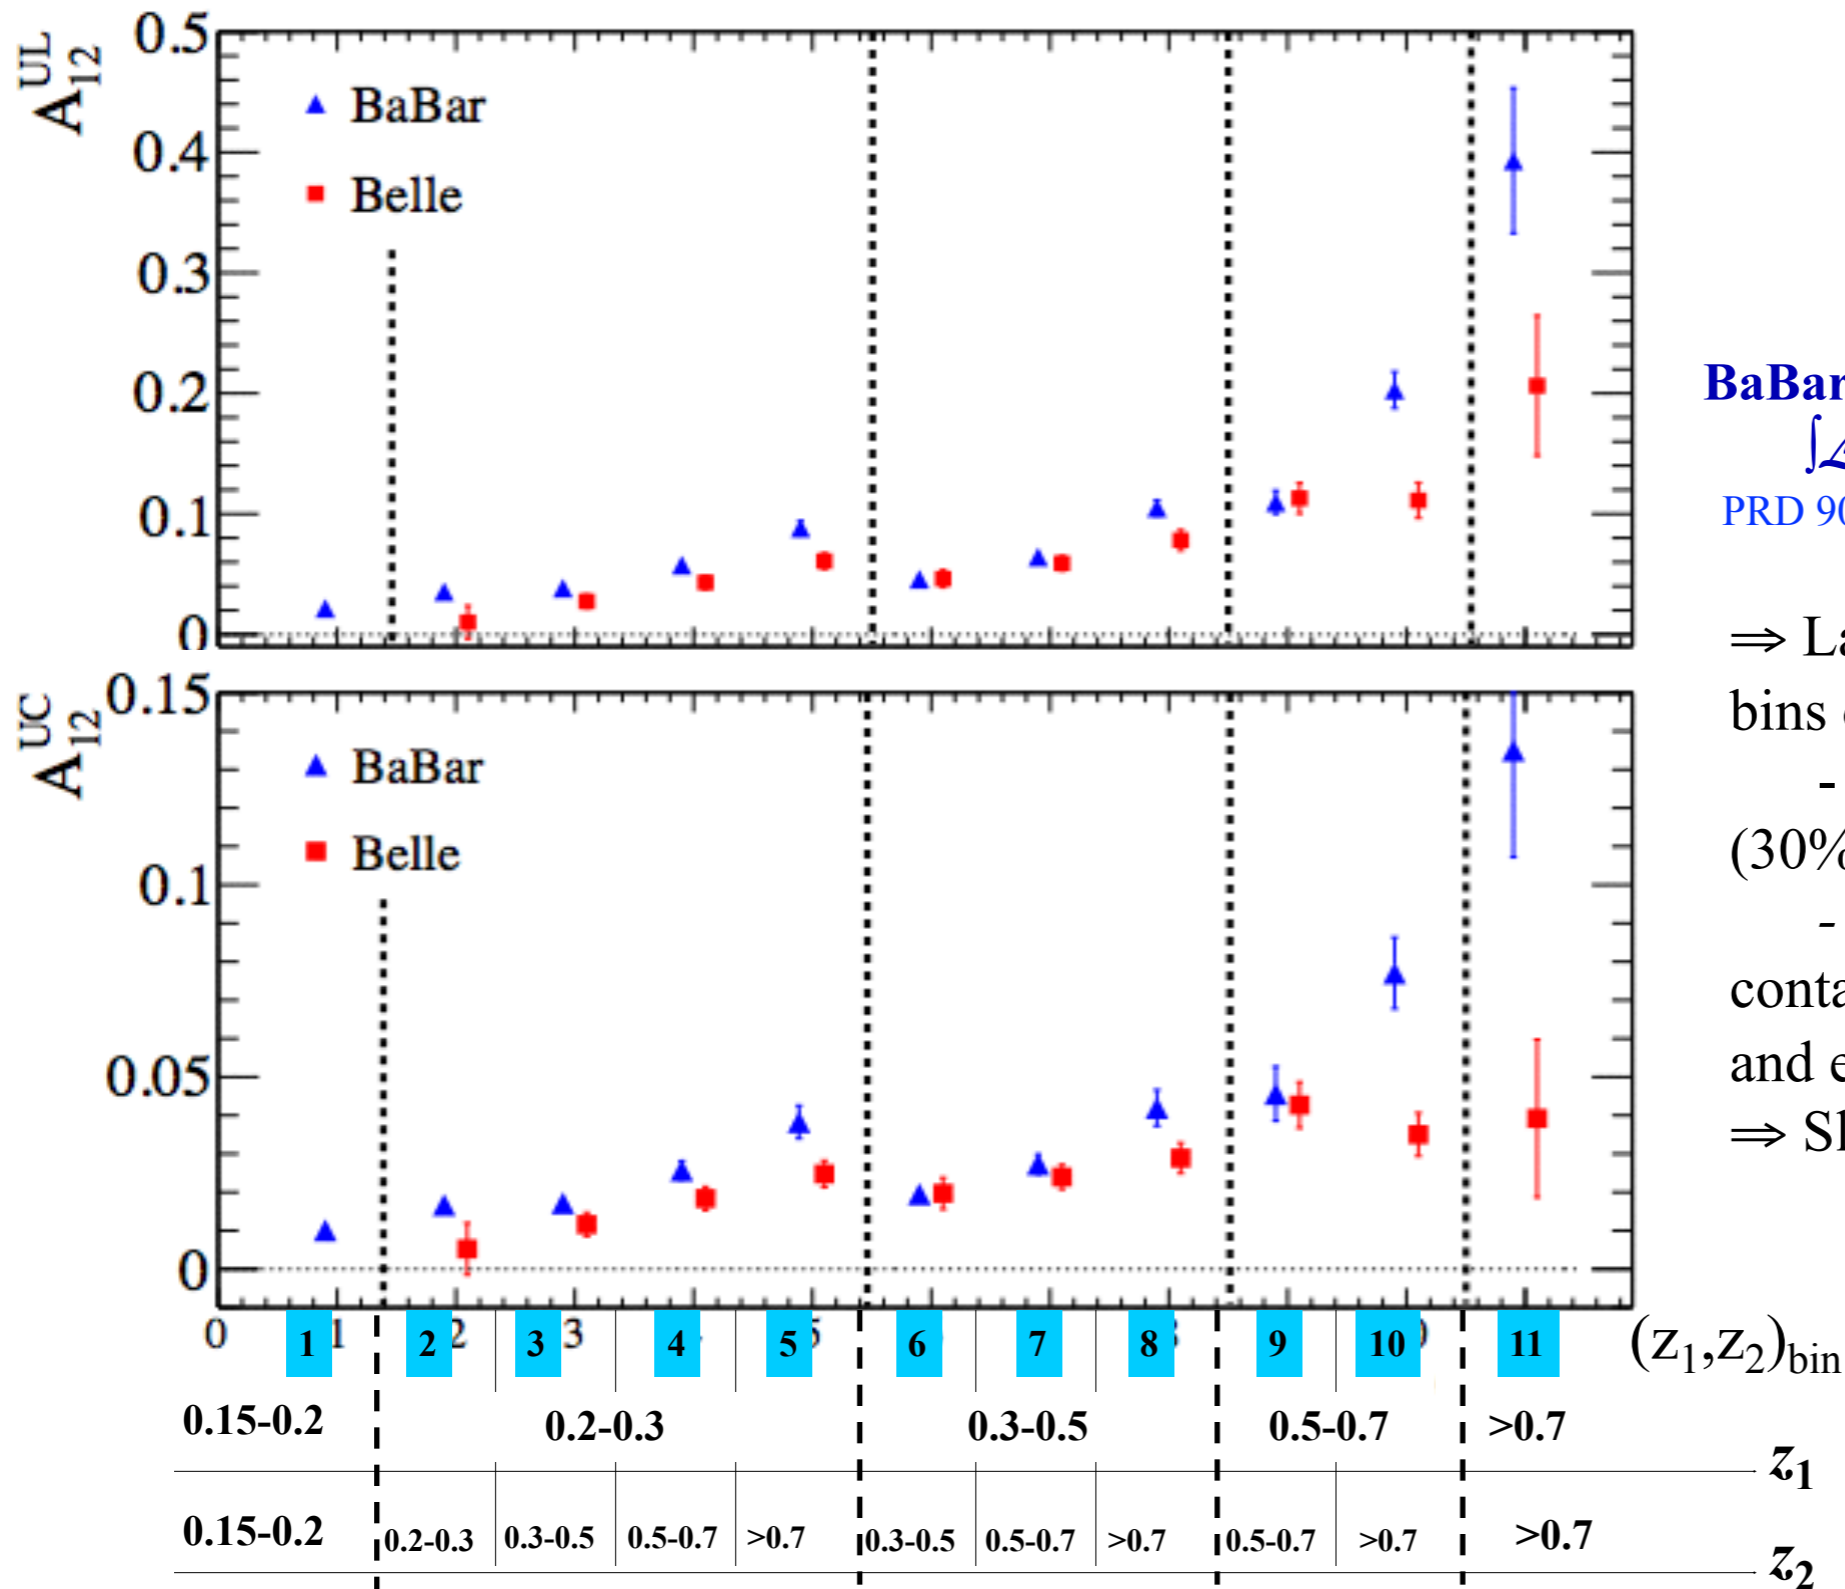 A₁₂ᵁᴸ
0.5
0.4
0.3
0.2
0.1
0
BaBar
Belle
A₁₂ᵁᶜ
0.15
0.1
0.05
0
BaBar
Belle
0 1 2 3 5
1 2 3 4 5 6 7 8 9 10 11
(z₁,z₂)bin
0.15-0.2 0.2-0.3 0.3-0.5 0.5-0.7 >0.7
z₁
0.15-0.2 0.2-0.3 0.3-0.5 0.5-0.7 >0.7 0.3-0.5 0.5-0.7 >0.7 0.5-0.7 >0.7 >0.7
z₂
BaBar
∫
PRD 90
⇒ La
bins
-
(30%
-
conta
and e
⇒ Sl